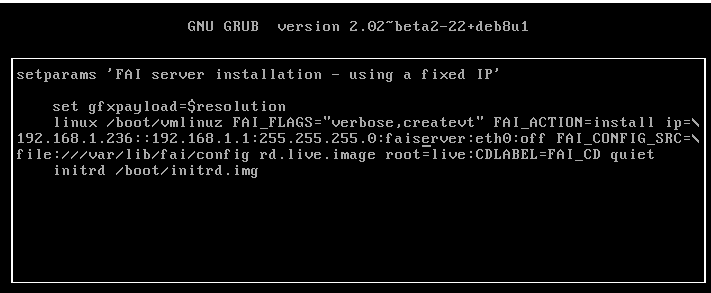 GNU GRUB  version 2.02~beta2-22+deb8u1
setparams 'FAI server installation - using a fixed IP'
set gfxpayload=$resolution
linux /boot/vmlinuz FAI_FLAGS="verbose,createvt" FAI_ACTION=install ip=\
192.168.1.236::192.168.1.1:255.255.255.0:faiserver:eth0:off FAI_CONFIG_SRC=\
file:///var/lib/fai/config rd.live.image root=live:CDLABEL=FAI_CD quiet
initrd /boot/initrd.img